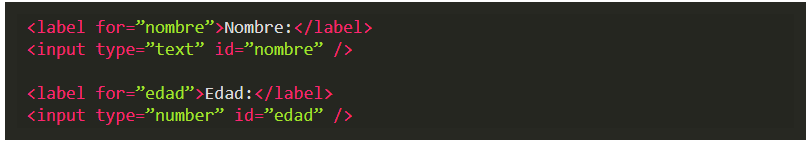 <label for=”nombre”>Nombre:</label>
<input type=”text” id=”nombre” />
<label for=”edad”>Edad:</label>
<input type=”number” id=”edad” />